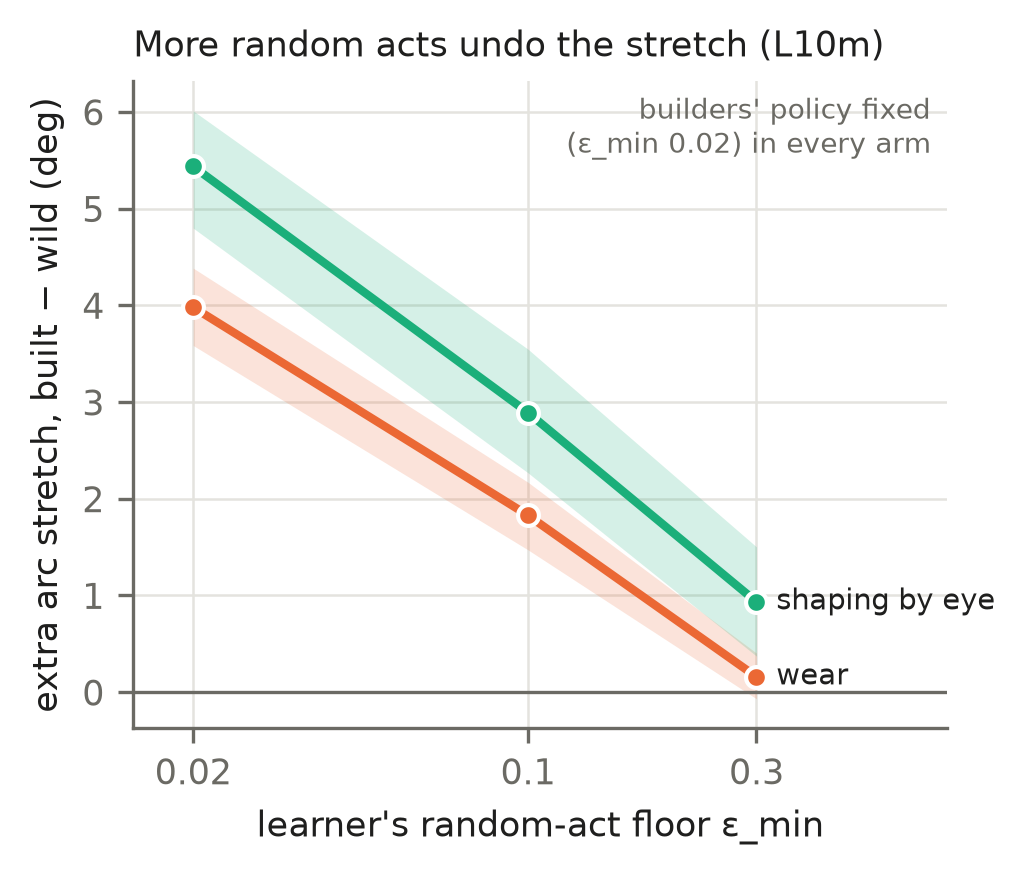 More random acts undo the stretch (L10m)
builders' policy fixed
(ε_min 0.02) in every arm
extra arc stretch, built − wild (deg)
6
5
4
3
2
1
0
shaping by eye
wear
0.02
0.1
0.3
learner's random-act floor ε_min